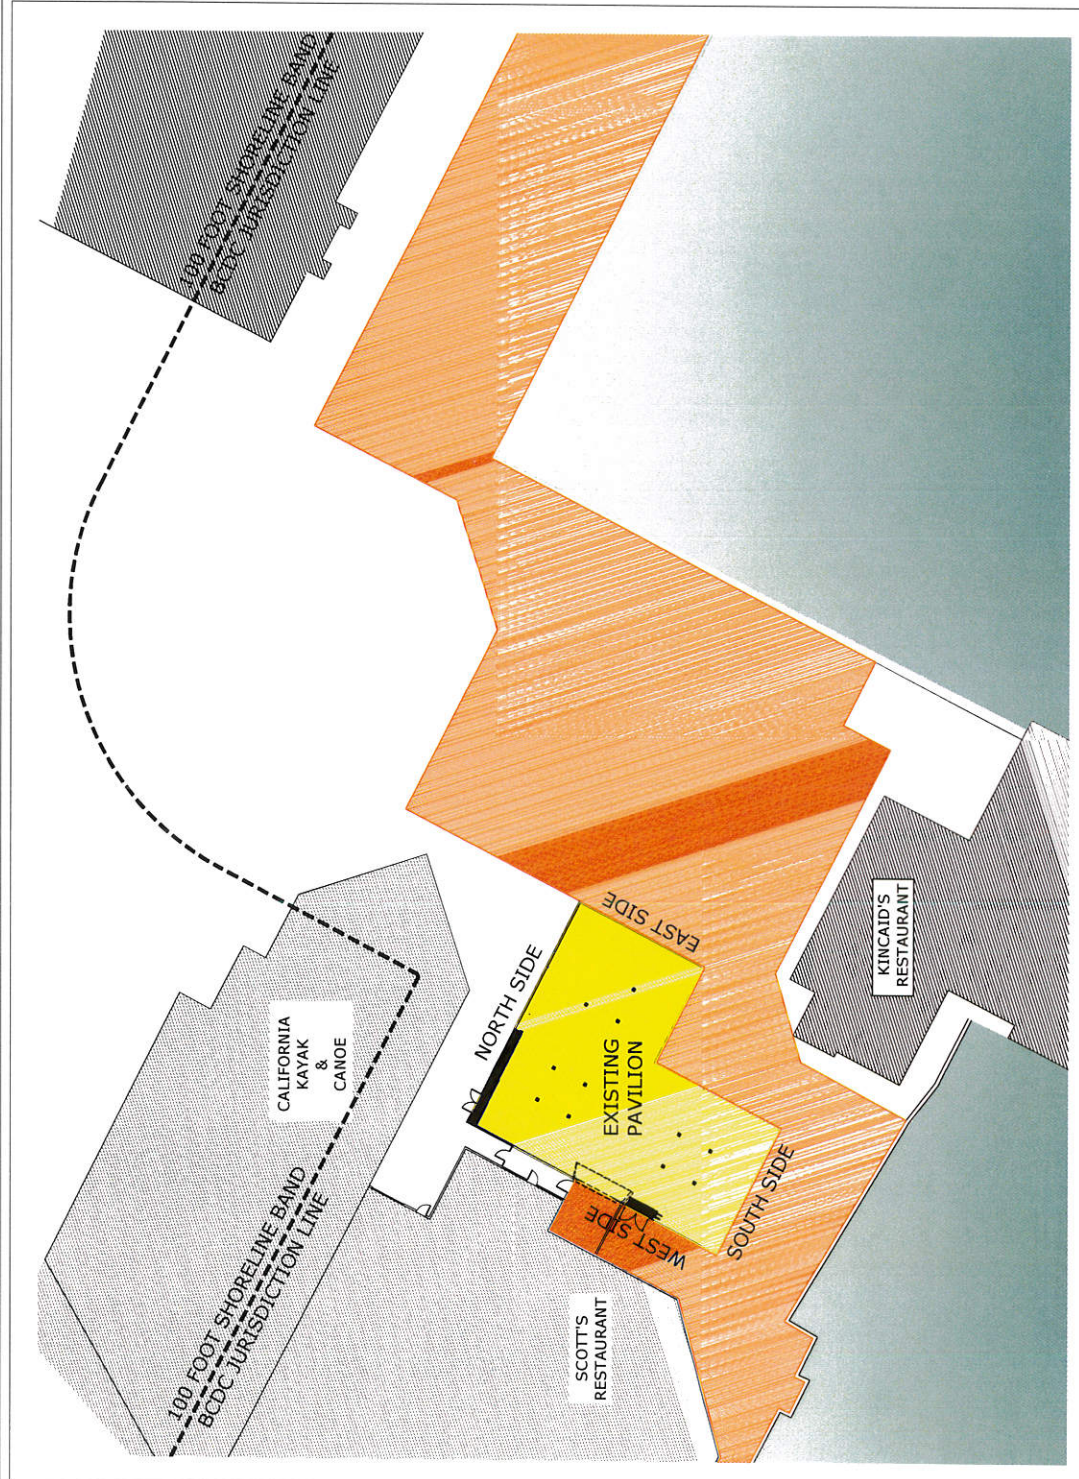 100 FOOT SHORELINE BAND
BCDC JURISDICTION LINE
CALIFORNIA
KAYAK
&
CANOE
NORTH SIDE
EAST SIDE
KINCAID'S
RESTAURANT
EXISTING
PAVILION
WEST SIDE
SOUTH SIDE
100 FOOT SHORELINE BAND
BCDC JURISDICTION LINE
SCOTT'S
RESTAURANT